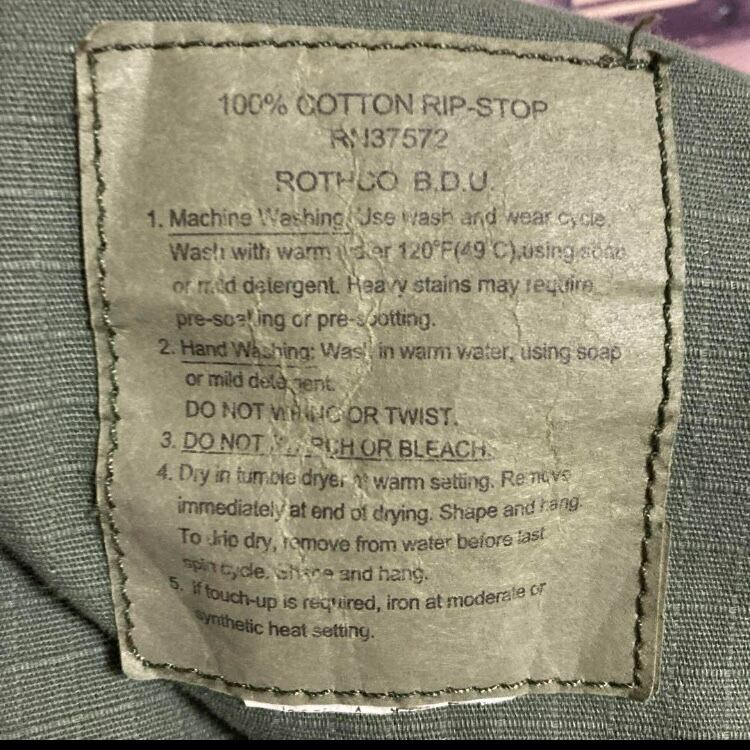 100% COTTON RIP-STOP
RN37572
ROTHCO B.D.U.
1. Machine Washing: Use wash and wear cycle.
Wash with warm water 120°F(49°C),using soap
or mild detergent. Heavy stains may require
pre-soaking or pre-spotting.
2. Hand Washing: Wash in warm water, using soap
or mild detergent.
DO NOT WRING OR TWIST.
3. DO NOT STARCH OR BLEACH.
4. Dry in tumble dryer at warm setting. Remove
immediately at end of drying. Shape and hang.
To drip dry, remove from water before last
spin cycle. Shape and hang.
5. If touch-up is required, iron at moderate or
synthetic heat setting.